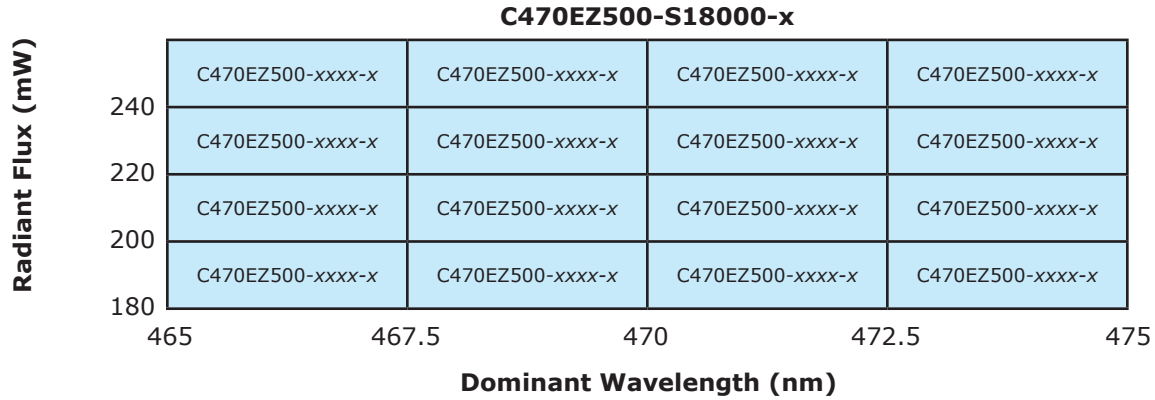 C470EZ500-S18000-x
Radiant Flux (mW)
C470EZ500-xxxx-x C470EZ500-xxxx-x C470EZ500-xxxx-x C470EZ500-xxxx-x
240
C470EZ500-xxxx-x C470EZ500-xxxx-x C470EZ500-xxxx-x C470EZ500-xxxx-x
220
C470EZ500-xxxx-x C470EZ500-xxxx-x C470EZ500-xxxx-x C470EZ500-xxxx-x
200
C470EZ500-xxxx-x C470EZ500-xxxx-x C470EZ500-xxxx-x C470EZ500-xxxx-x
180
465 467.5 470 472.5 475
Dominant Wavelength (nm)